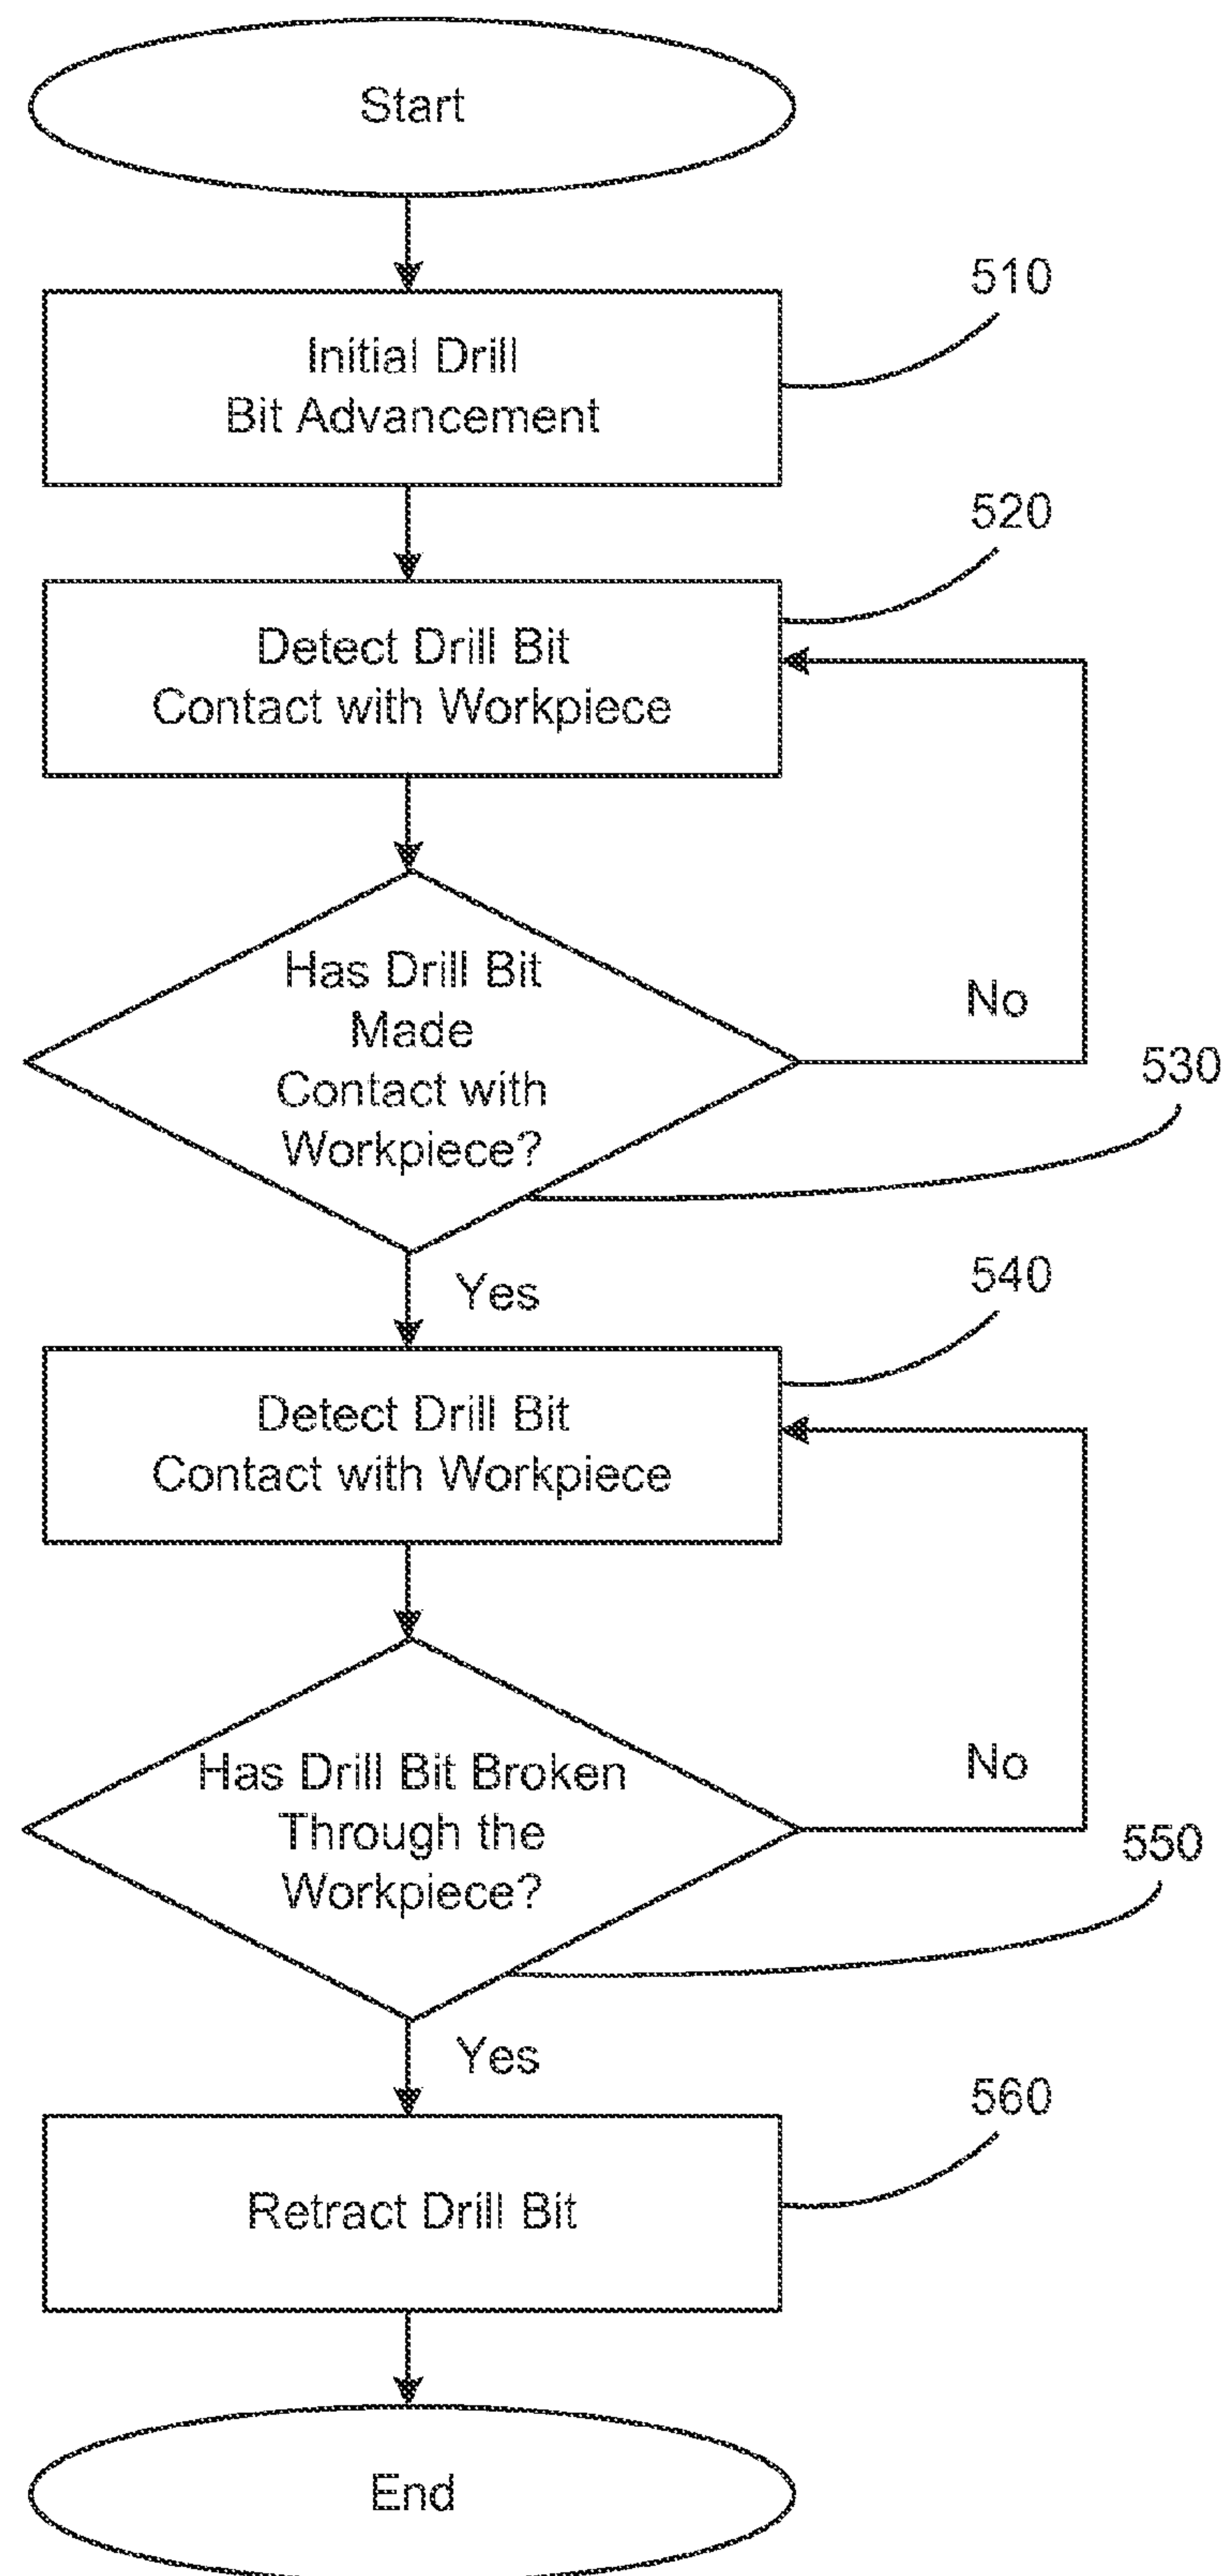 Start
510
Initial Drill
Bit Advancement
520
Detect Drill Bit
Contact with Workpiece
Has Drill Bit
Made
Contact with
Workpiece?
No
530
Yes
540
Detect Drill Bit
Contact with Workpiece
Has Drill Bit Broken
Through the
Workpiece?
No
550
Yes
560
Retract Drill Bit
End